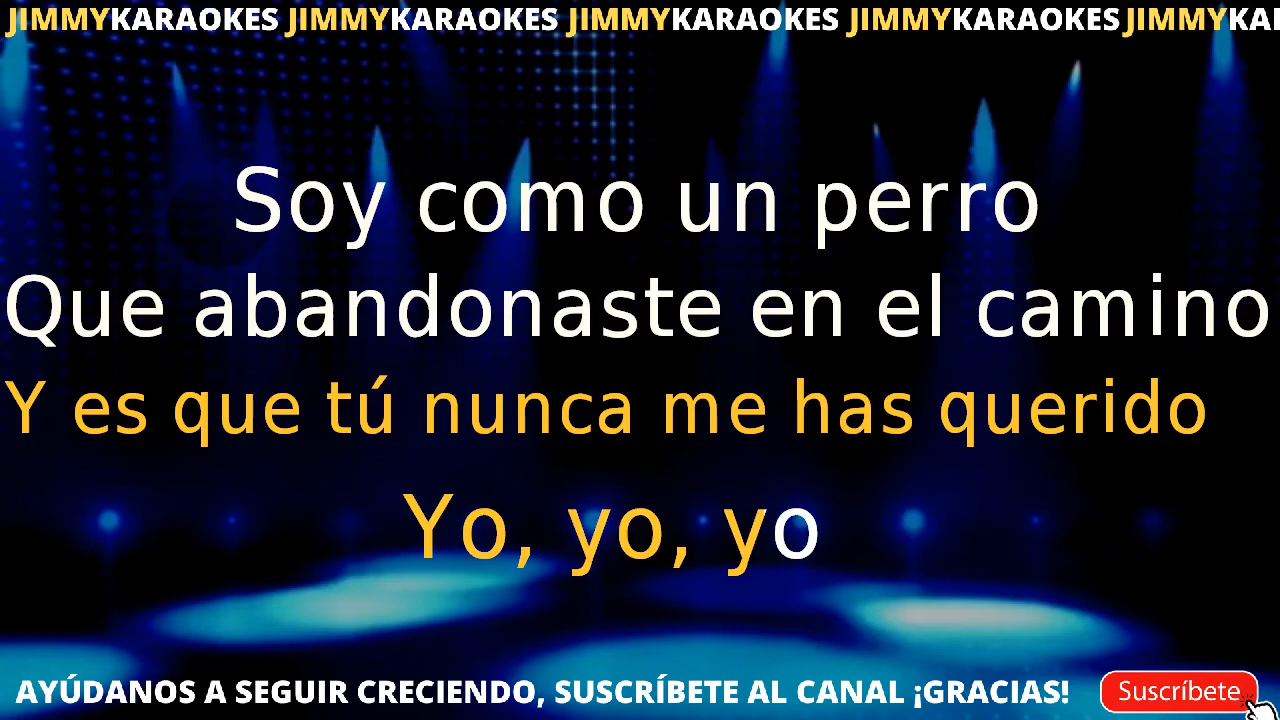 JIMMYKARAOKES JIMMYKARAOKES JIMMYKARAOKES JIMMYKARAOKES JIMMYKA
Soy como un perro
Que abandonaste en el camino
Y es que tú nunca me has querido
Yo, yo, yo
AYÚDANOS A SEGUIR CRECIENDO, SUSCRÍBETE AL CANAL ¡GRACIAS! Suscríbete